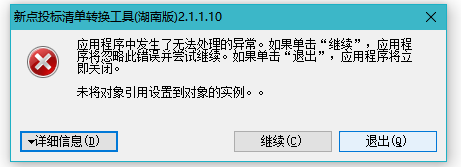 新点投标清单转换工具(湖南版)2.1.1.10
应用程序中发生了无法处理的异常。如果单击“继续”，应用程
序将忽略此错误并尝试继续。如果单击“退出”，应用程序将立
即关闭。
未将对象引用设置到对象的实例。。
详细信息(D)
继续(C)
退出(Q)